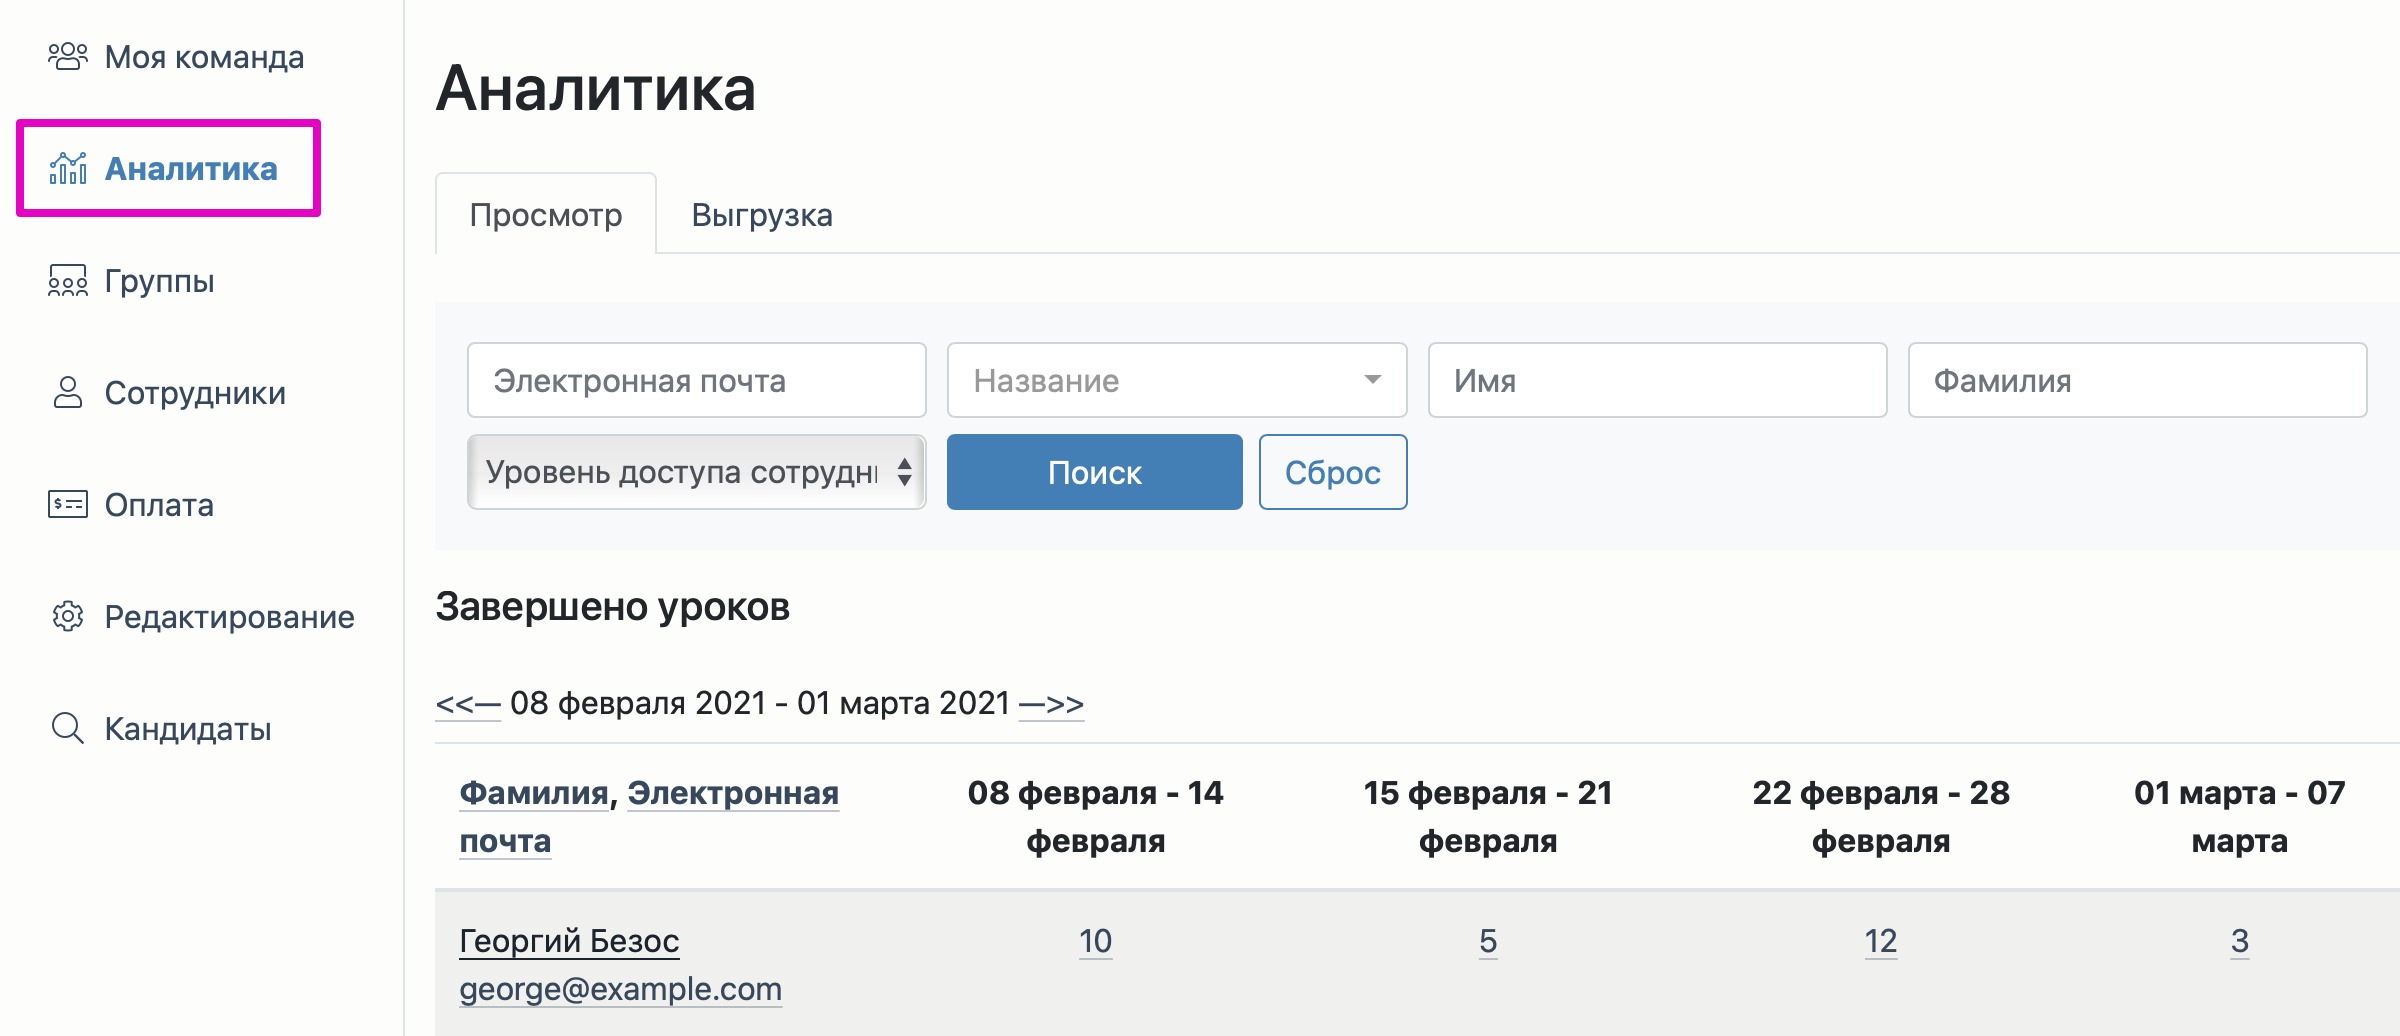 Моя команда
Аналитика
Группы
Сотрудники
Оплата
Редактирование
Кандидаты
Аналитика
Просмотр Выгрузка
Электронная почта Название Имя Фамилия
Уровень доступа сотрудн Поиск Сброс
Завершено уроков
<<— 08 февраля 2021 - 01 марта 2021 —>>
Фамилия, Электронная 08 февраля - 14 15 февраля - 21 22 февраля - 28 01 марта - 07
почта февраля февраля февраля марта
Георгий Безос 10 5 12 3
george@example.com